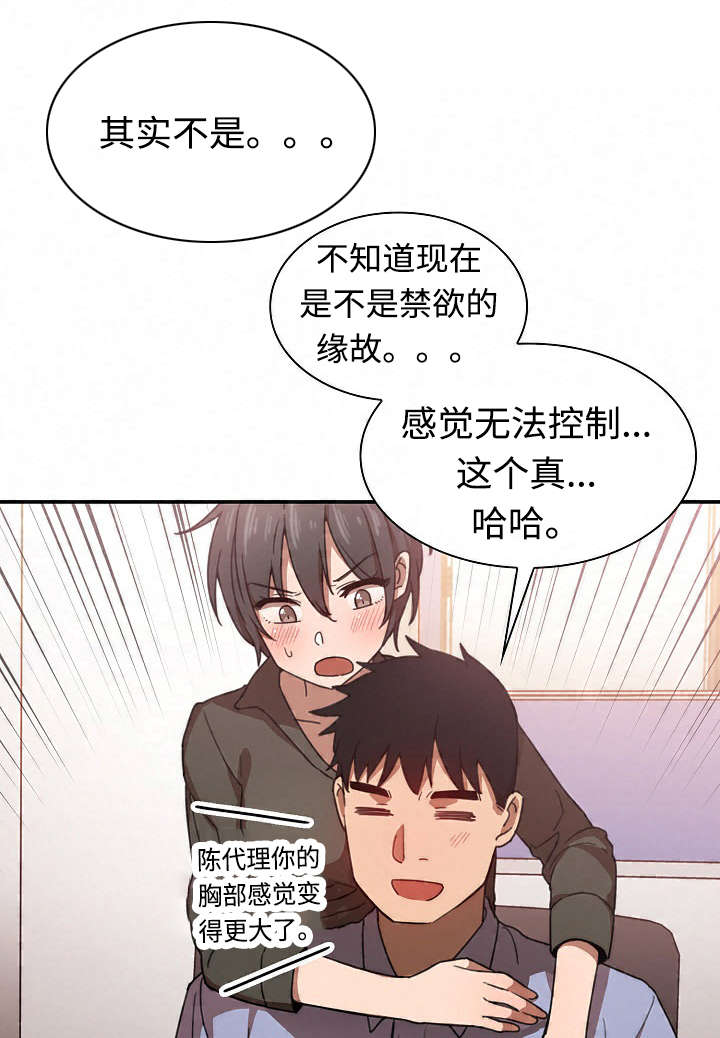 其实不是。。。
不知道现在
是不是禁欲的
缘故。。。
感觉无法控制...
这个真...
哈哈。
陈代理你的
胸部感觉变
得更大了。